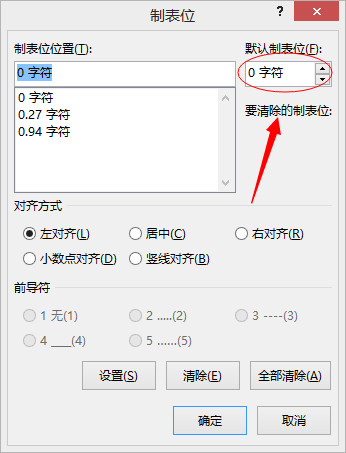 制表位
制表位位置(T):
默认制表位(F):
0 字符
0 字符
0 字符
0.27 字符
0.94 字符
要清除的制表位:
对齐方式
左对齐(L)
居中(C)
右对齐(R)
小数点对齐(D)
竖线对齐(B)
前导符
1 无(1)
2 .....(2)
3 ----(3)
4 ____(4)
5 ......(5)
设置(S)
清除(E)
全部清除(A)
确定
取消